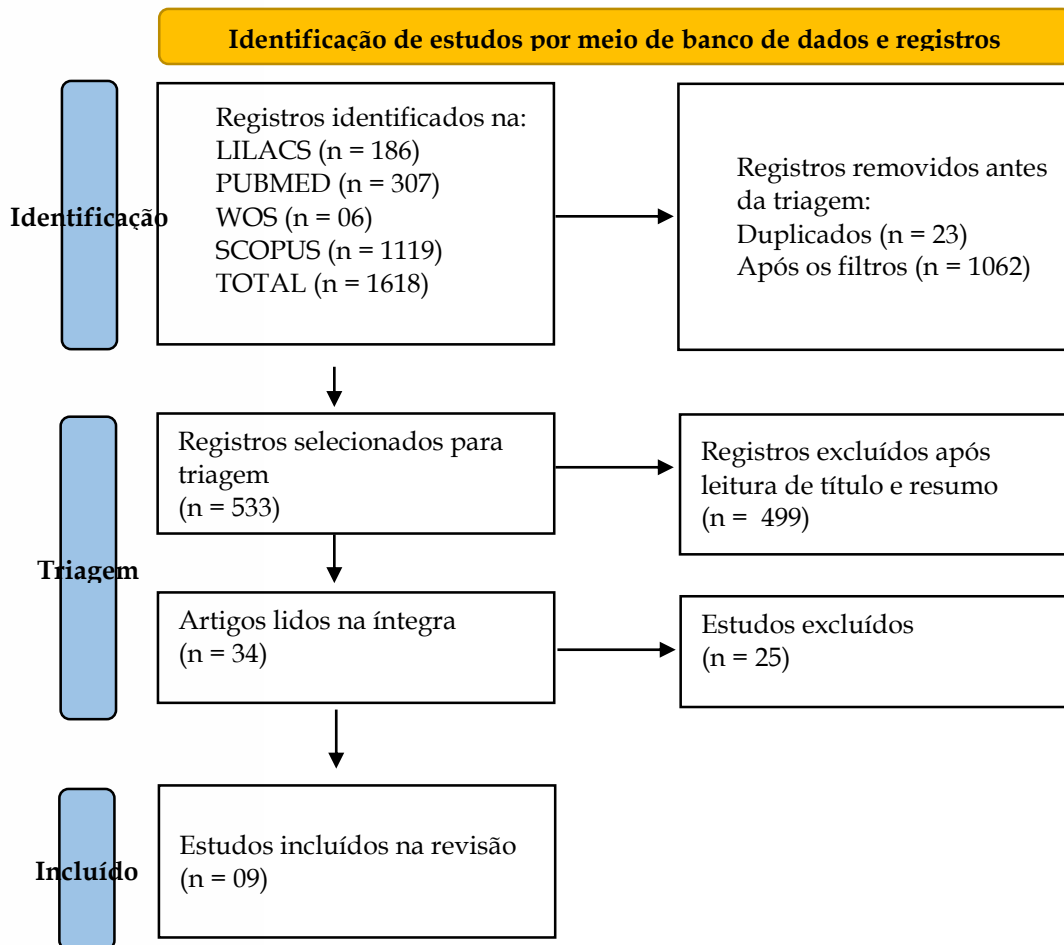 Identificação de estudos por meio de banco de dados e registros
Identificação
Registros identificados na:
LILACS (n = 186)
PUBMED (n = 307)
WOS (n = 06)
SCOPUS (n = 1119)
TOTAL (n = 1618)
Registros removidos antes
da triagem:
Duplicados (n = 23)
Após os filtros (n = 1062)
Triagem
Registros selecionados para
triagem
(n = 533)
Registros excluídos após
leitura de título e resumo
(n = 499)
Artigos lidos na íntegra
(n = 34)
Estudos excluídos
(n = 25)
Incluído
Estudos incluídos na revisão
(n = 09)